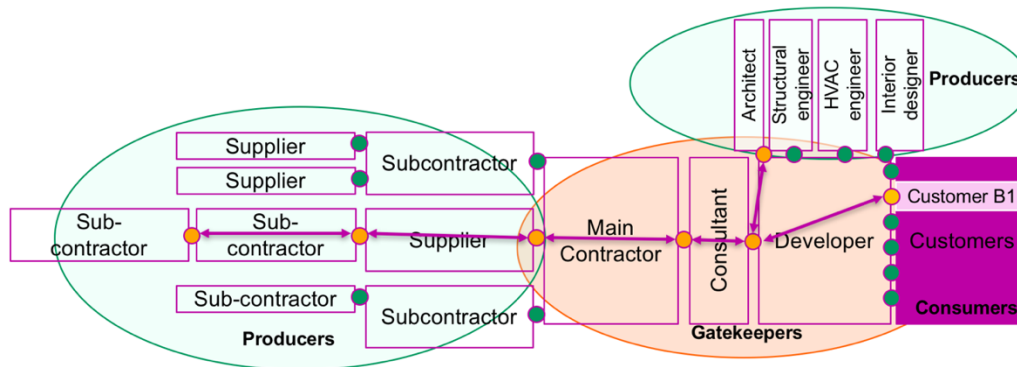 Architect
Structural
engineer
HVAC
engineer
Interior
designer
Producers
Supplier
Supplier
Subcontractor
Sub-
contractor
Sub-
contractor
Supplier
Sub-contractor
Subcontractor
Producers
Main
Contractor
Consultant
Developer
Gatekeepers
Customer B1
Customers
Consumers